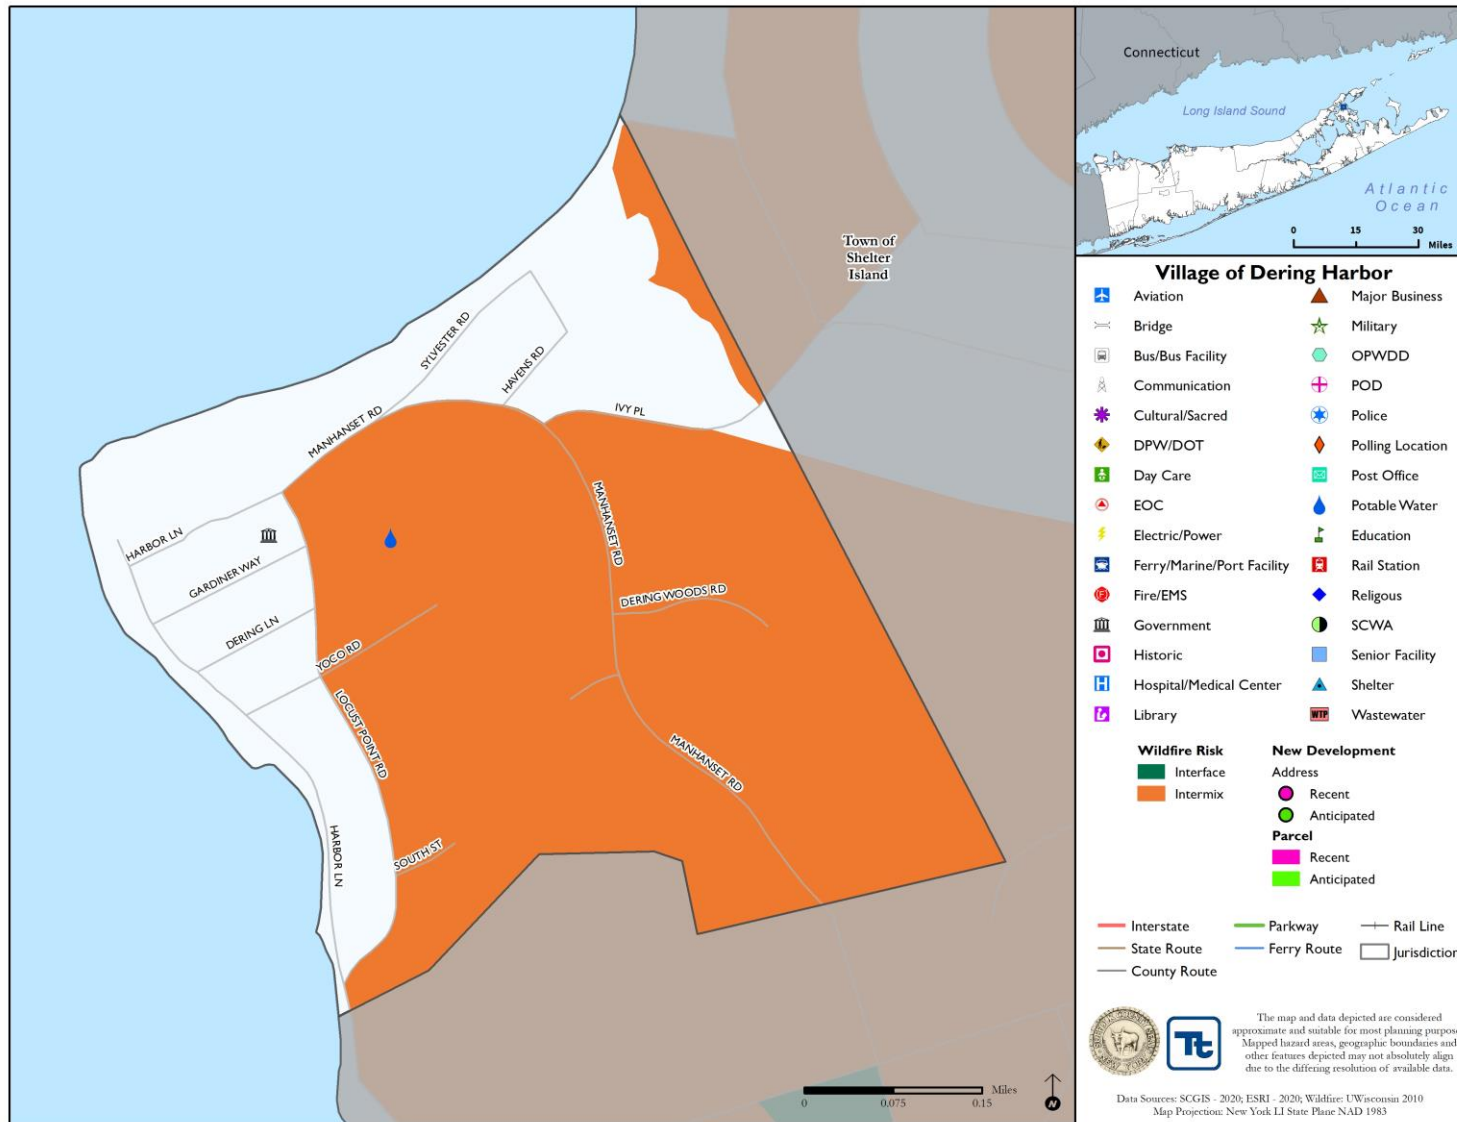 Connecticut
Long Island Sound
Atlantic
Ocean
0 15 30
Miles
Town of
Shelter
Island
SYLVESTER RD
HAVENS RD
MANHANSET RD
IVY PL
HARBOR LN
GARDINER WAY
DERING LN
YOCO RD
LOCUST POINT RD
MANHANSET RD
DERING WOODS RD
MANHANSET RD
HARBOR LN
SOUTH ST
Miles
0 0.075 0.15
N
Village of Dering Harbor
Aviation
Bridge
Bus/Bus Facility
Communication
Cultural/Sacred
DPW/DOT
Day Care
EOC
Electric/Power
Ferry/Marine/Port Facility
Fire/EMS
Government
Historic
Hospital/Medical Center
Library
Major Business
Military
OPWDD
POD
Police
Polling Location
Post Office
Potable Water
Education
Rail Station
Religous
SCWA
Senior Facility
Shelter
WTP Wastewater
Wildfire Risk
Interface
Intermix
New Development
Address
Recent
Anticipated
Parcel
Recent
Anticipated
Interstate
State Route
County Route
Parkway
Ferry Route
Rail Line
Jurisdiction
Tt
The map and data depicted are considered
approximate and suitable for most planning purpose
Mapped hazard areas, geographic boundaries and
other features depicted may not absolutely align
due to the differing resolution of available data.
Data Sources: SCGIS - 2020; ESRI - 2020; Wildfire: UWisconsin 2010
Map Projection: New York LI State Plane NAD 1983